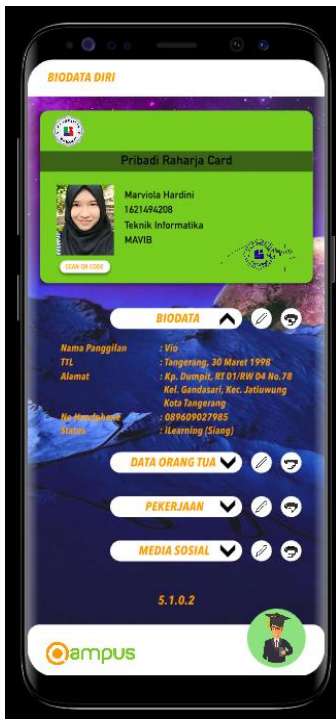 BIODATA DIRI
Pribadi Raharja Card
Marviola Hardini
1621494208
Teknik Informatika
MAVIB
SCAN QR CODE
BIODATA
Nama Panggilan : Vio
TTL : Tangerang, 30 Maret 1998
Alamat : Kp. Dumpit, RT 01/RW 04 No.78
Kel. Gandasari, Kec. Jatiuwung
Kota Tangerang
No Handphone : 089609027985
Status : iLearning (Siang)
DATA ORANG TUA
PEKERJAAN
MEDIA SOSIAL
5.1.0.2
@ampus